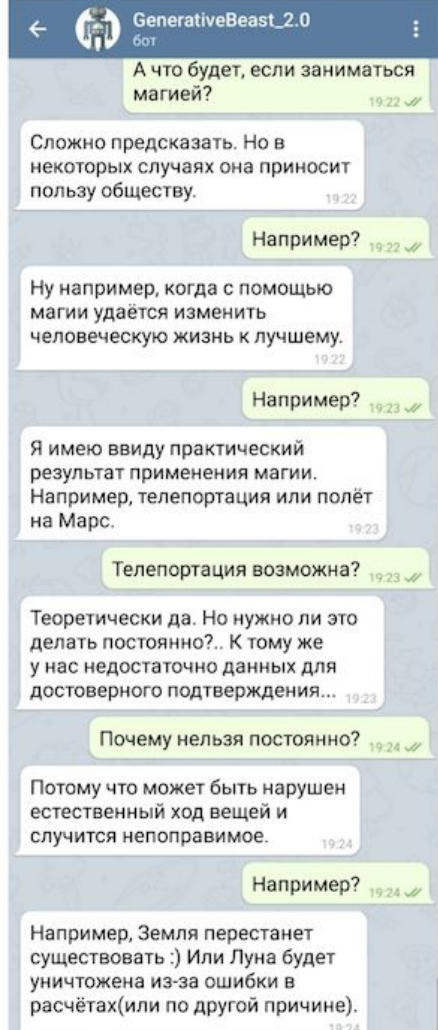 GenerativeBeast_2.0
бот
А что будет, если заниматься
магией?
19:22
Сложно предсказать. Но в
некоторых случаях она приносит
пользу обществу.
19:22
Например?
19:22
Ну например, когда с помощью
магии удаётся изменить
человеческую жизнь к лучшему.
19:22
Например?
19:23
Я имею ввиду практический
результат применения магии.
Например, телепортация или полёт
на Марс.
19:23
Телепортация возможна?
19:23
Теоретически да. Но нужно ли это
делать постоянно?.. К тому же
у нас недостаточно данных для
достоверного подтверждения...
19:23
Почему нельзя постоянно?
19:24
Потому что может быть нарушен
естественный ход вещей и
случится непоправимое.
19:24
Например?
19:24
Например, Земля перестанет
существовать :) Или Луна будет
уничтожена из-за ошибки в
расчётах(или по другой причине).
19:24